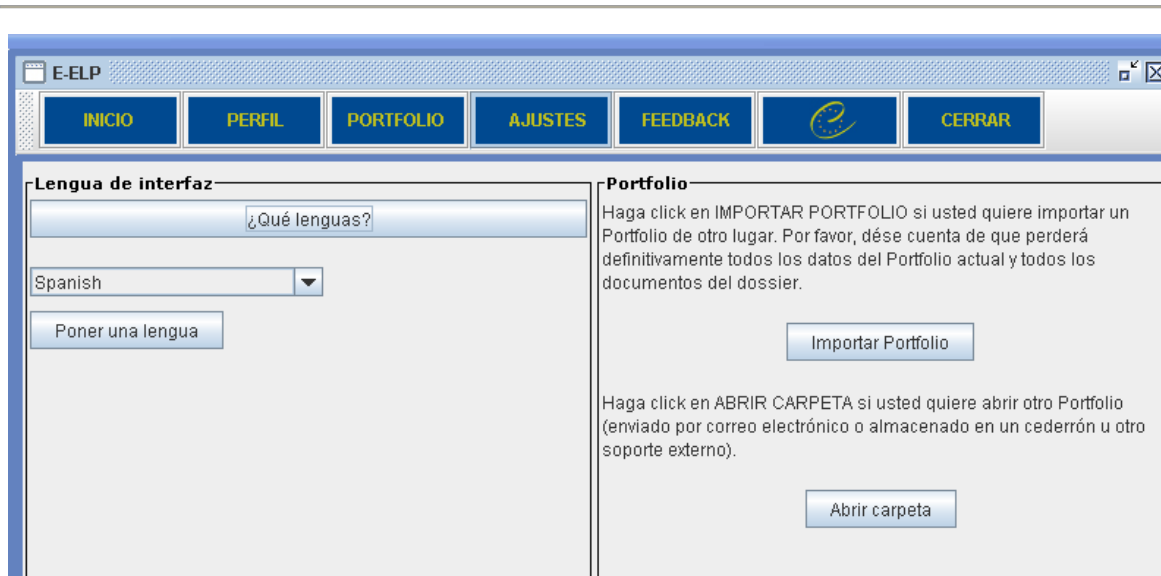 E-ELP
INICIO PERFIL PORTFOLIO AJUSTES FEEDBACK CERRAR
Lengua de interfaz
¿Qué lenguas?
Spanish
Poner una lengua
Portfolio
Haga click en IMPORTAR PORTFOLIO si usted quiere importar un
Portfolio de otro lugar. Por favor, dése cuenta de que perderá
definitivamente todos los datos del Portfolio actual y todos los
documentos del dossier.
Importar Portfolio
Haga click en ABRIR CARPETA si usted quiere abrir otro Portfolio
(enviado por correo electrónico o almacenado en un cederrón u otro
soporte externo).
Abrir carpeta